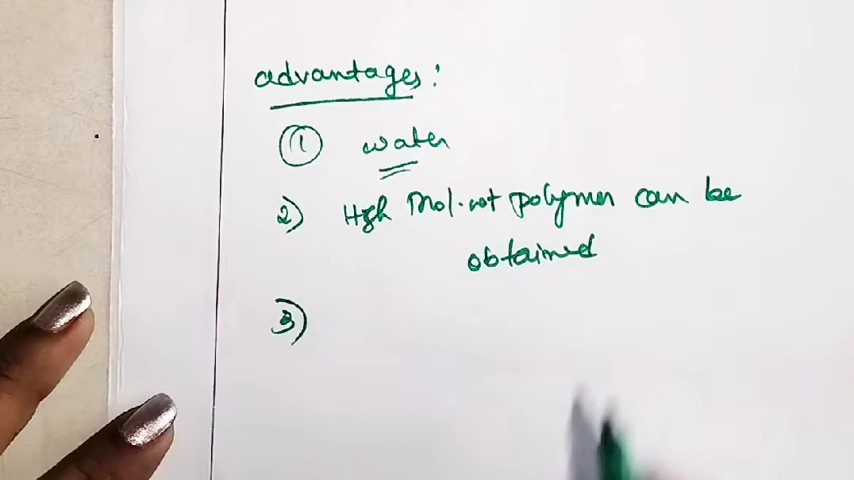 advantages:
① water
2) High Mol. wt polymer can be
obtained
3)